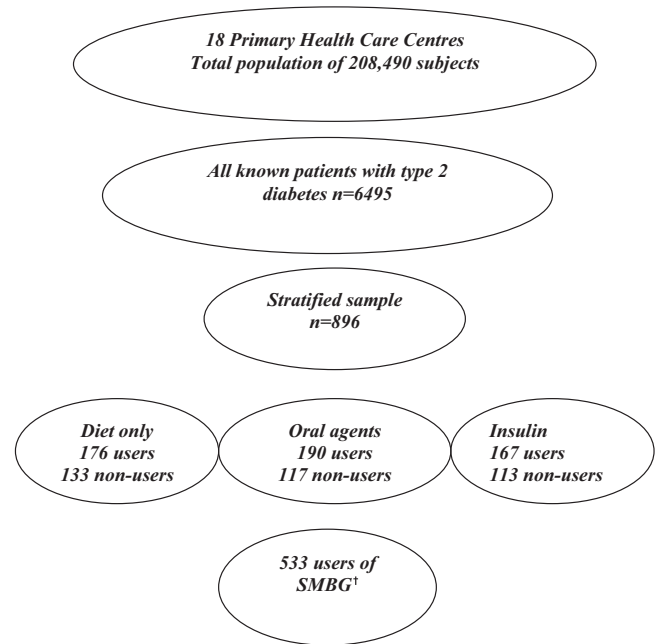 18 Primary Health Care Centres
Total population of 208,490 subjects
All known patients with type 2
diabetes n=6495
Stratified sample
n=896
Diet only
176 users
133 non-users
Oral agents
190 users
117 non-users
Insulin
167 users
113 non-users
533 users of
SMBG†